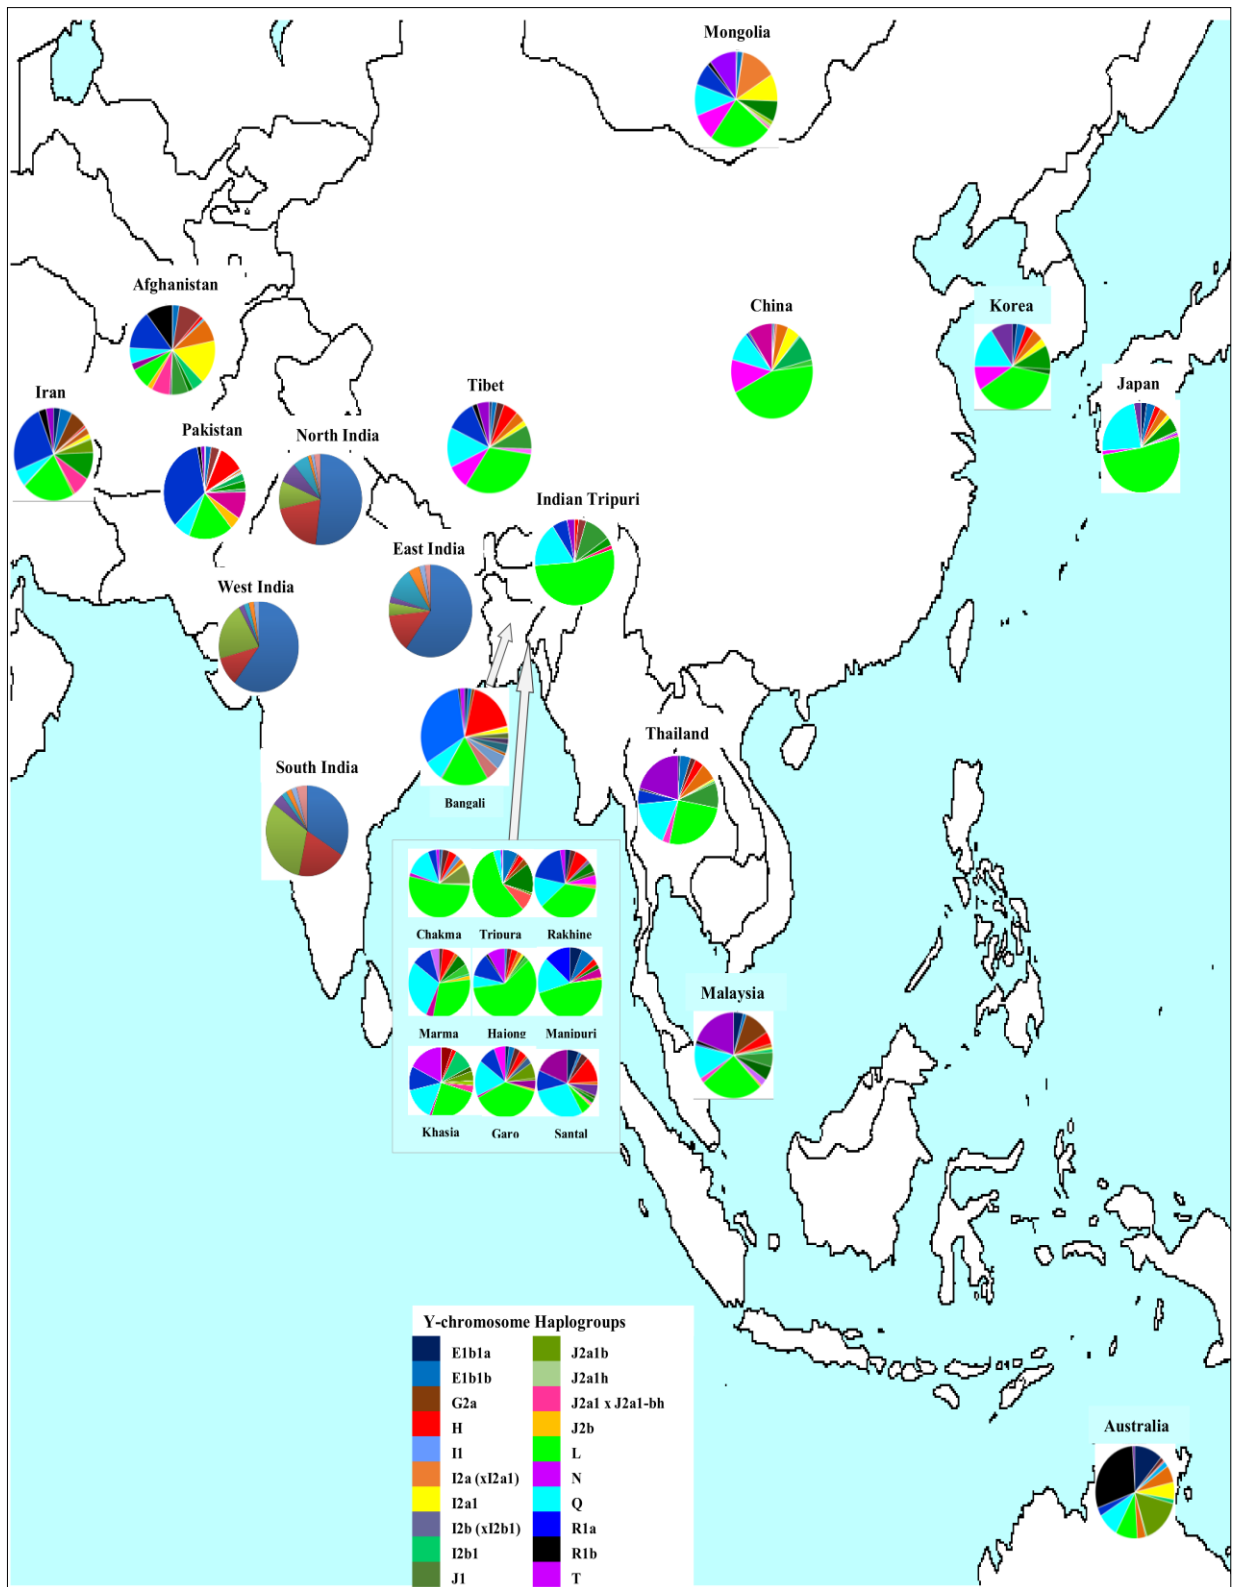 Mongolia
Afghanistan
China
Korea
Iran
Tibet
Japan
Pakistan
North India
Indian Tripuri
East India
West India
Thailand
South India
Bangali
Chakma Tripura Rakhine
Marma Hajong Manipuri
Malaysia
Khasia Garo Santal
Y-chromosome Haplogroups
E1b1a J2a1b
E1b1b J2a1h
G2a J2a1 x J2a1-bh
H J2b
I1 L
I2a (xI2a1) N
I2a1 Q
I2b (xI2b1) R1a
I2b1 R1b
J1 T
Australia